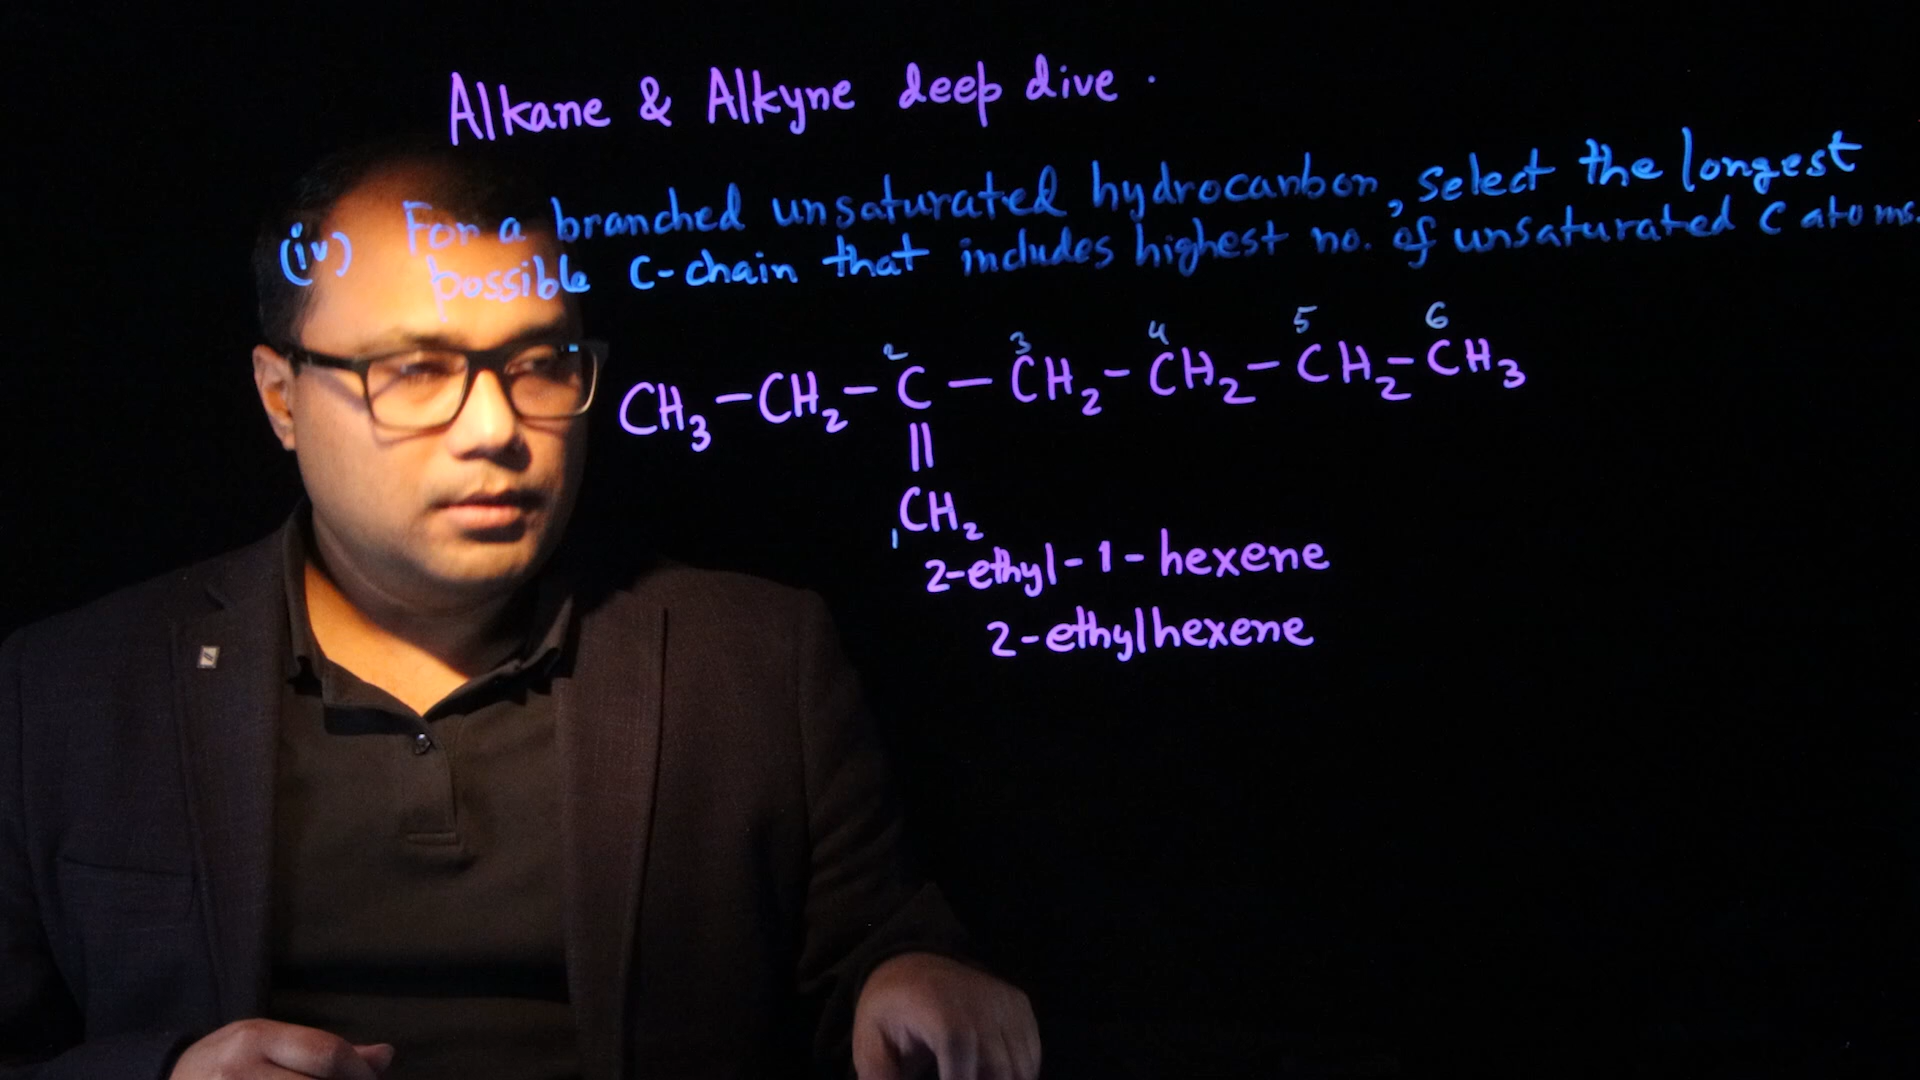 Alkane & Alkyne deep dive.
(iv) For a branched unsaturated hydrocarbon, select the longest
possible C-chain that includes highest no. of unsaturated C atoms.
2 3 4 5 6
CH3-CH2-C-CH2-CH2-CH2-CH3
||
1CH2
2-ethyl-1-hexene
2-ethylhexene